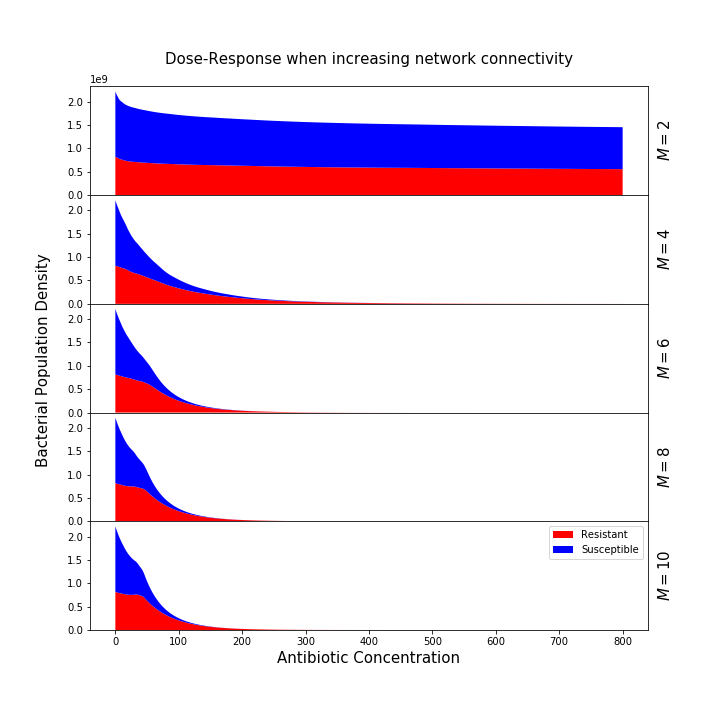 Dose-Response when increasing network connectivity
1e9
2.0
1.5
1.0
0.5
0.0
M = 2
2.0
1.5
1.0
0.5
0.0
M = 4
2.0
1.5
1.0
0.5
0.0
M = 6
2.0
1.5
1.0
0.5
0.0
M = 8
2.0
1.5
1.0
0.5
0.0
M = 10
Resistant
Susceptible
Bacterial Population Density
0 100 200 300 400 500 600 700 800
Antibiotic Concentration